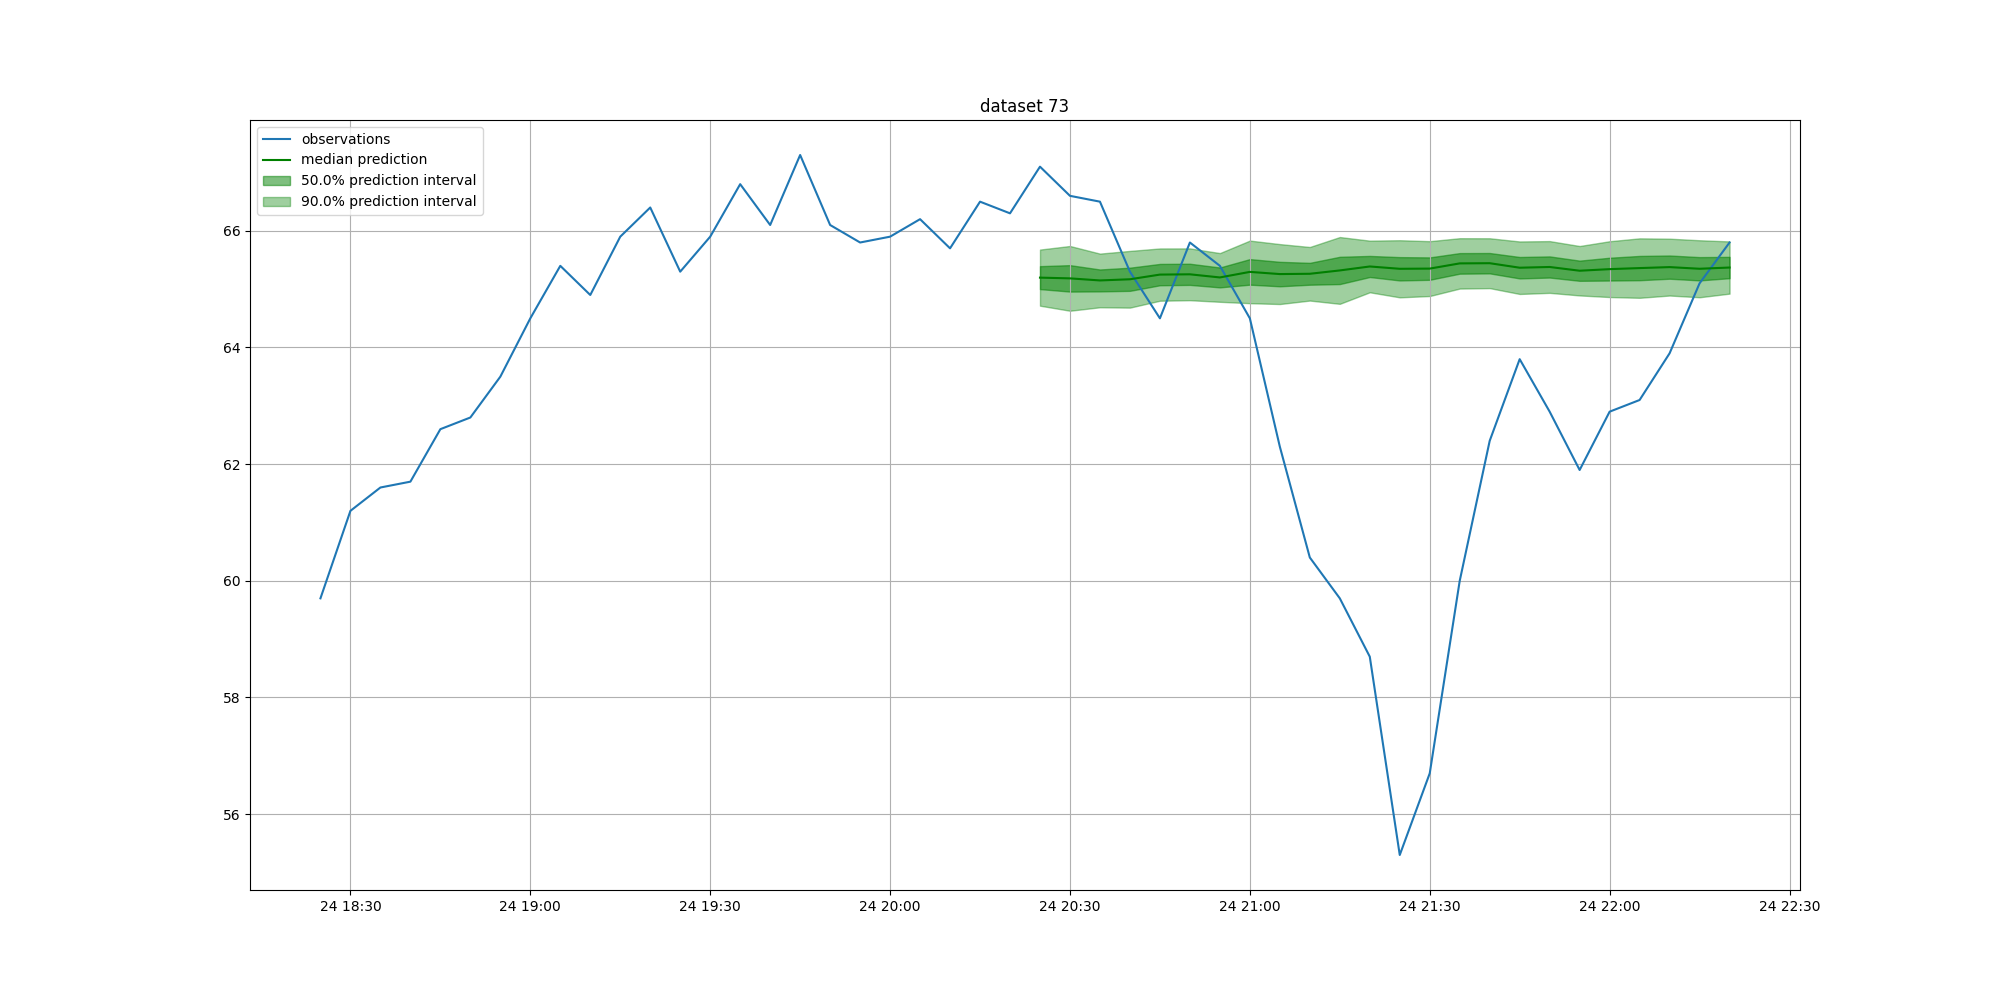 dataset 73
observations
median prediction
50.0% prediction interval
90.0% prediction interval
66
64
62
60
58
56
24 18:30 24 19:00 24 19:30 24 20:00 24 20:30 24 21:00 24 21:30 24 22:00 24 22:30